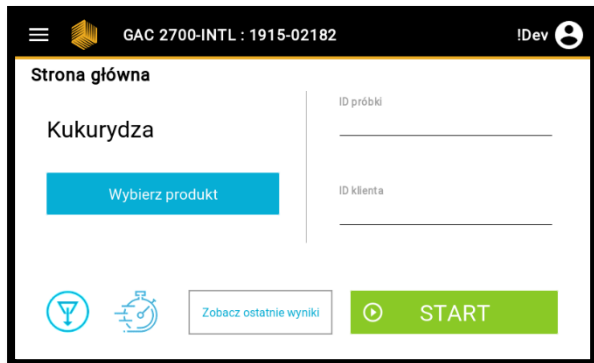 GAC 2700-INTL : 1915-02182
!Dev
Strona główna
Kukurydza
Wybierz produkt
ID próbki
ID klienta
Zobacz ostatnie wyniki
START